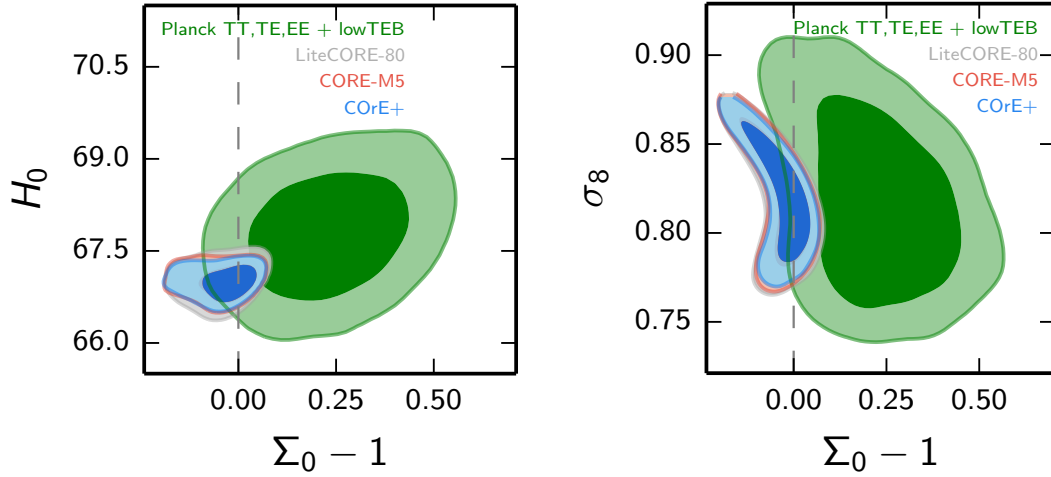 Planck TT,TE,EE + lowTEB
LiteCORE-80
CORE-M5
COrE+
70.5
69.0
67.5
66.0
H₀
0.00 0.25 0.50
Σ₀ − 1
Planck TT,TE,EE + lowTEB
LiteCORE-80
CORE-M5
COrE+
0.90
0.85
0.80
0.75
σ₈
0.00 0.25 0.50
Σ₀ − 1